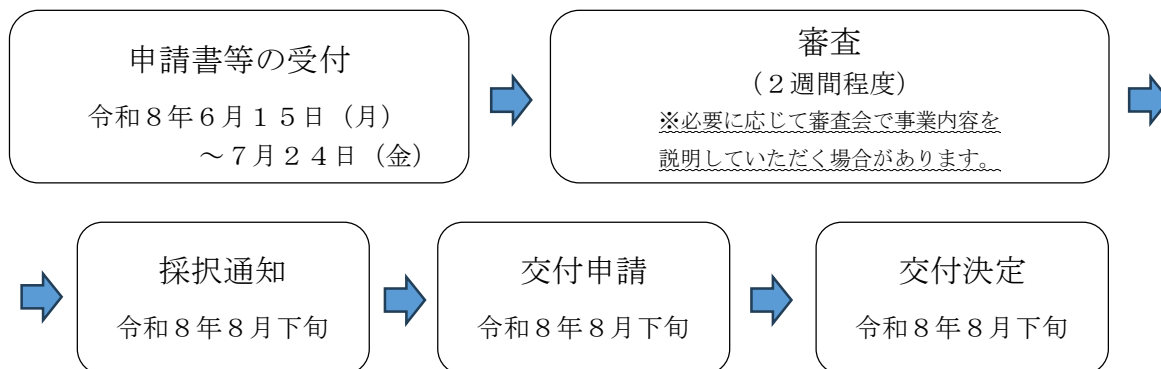 申請書等の受付
令和８年６月１５日（月）
～７月２４日（金）
審査
（２週間程度）
※必要に応じて審査会で事業内容を
説明していただく場合があります。
採択通知
令和８年８月下旬
交付申請
令和８年８月下旬
交付決定
令和８年８月下旬